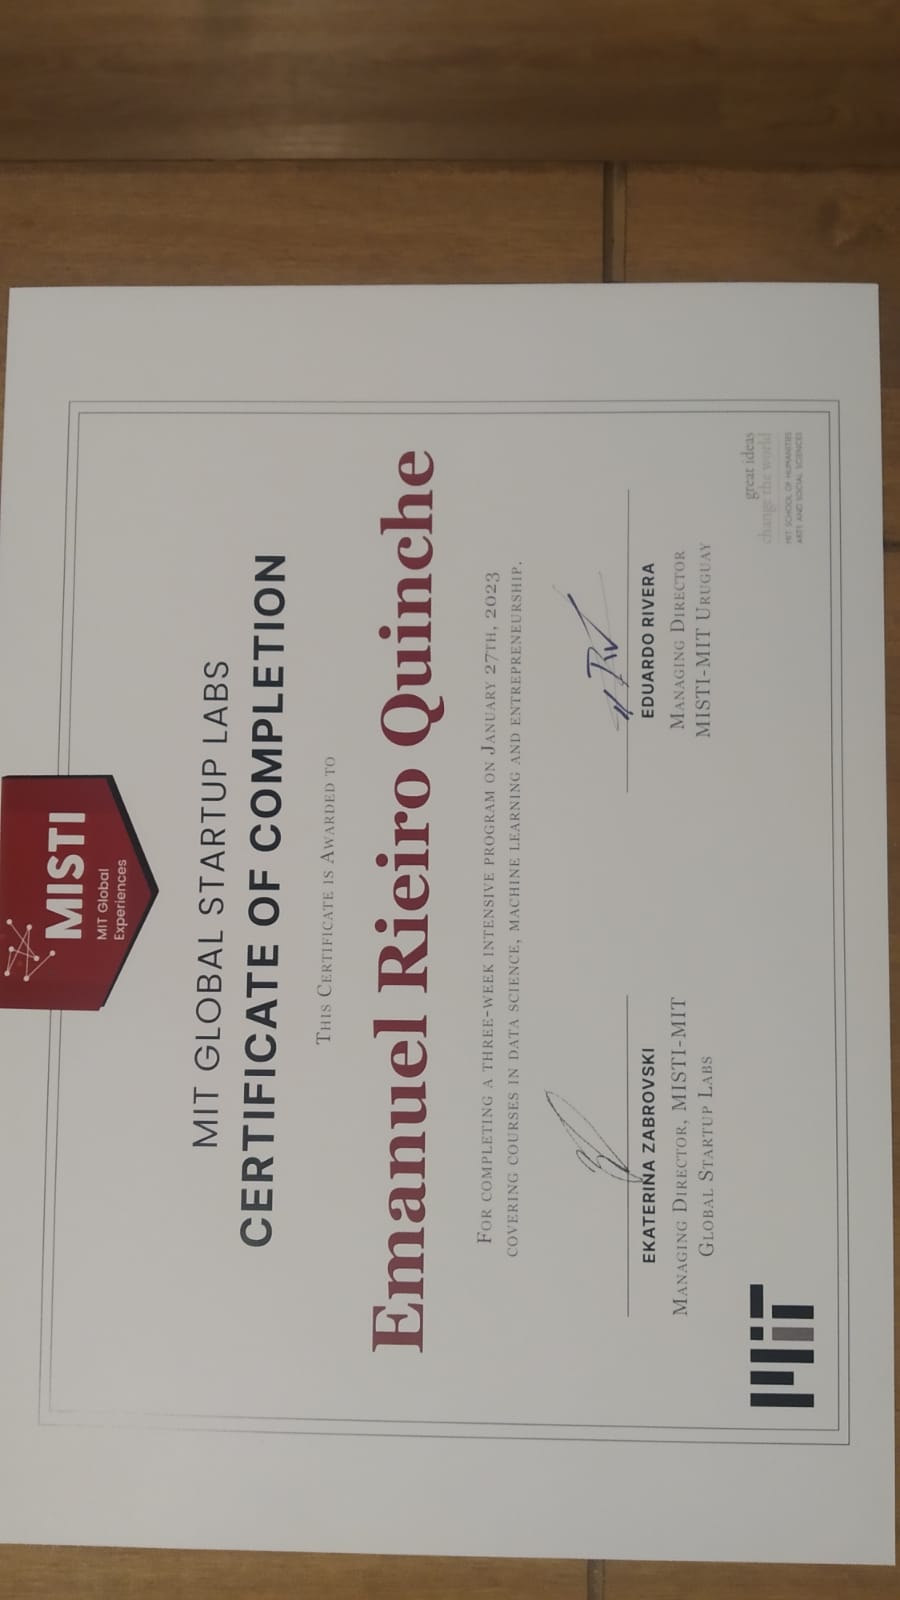 MISTI
MIT Global
Experiences
MIT GLOBAL STARTUP LABS
CERTIFICATE OF COMPLETION
This Certificate is Awarded to
Emanuel Rieiro Quinche
For completing a three-week intensive program on January 27th, 2023
covering courses in data science, machine learning and entrepreneurship.
EKATERINA ZABROVSKI
Managing Director, MISTI-MIT
Global Startup Labs
EDUARDO RIVERA
Managing Director
MISTI-MIT Uruguay
MIT
great ideas
change the world
MIT SCHOOL OF HUMANITIES
ARTS AND SOCIAL SCIENCES